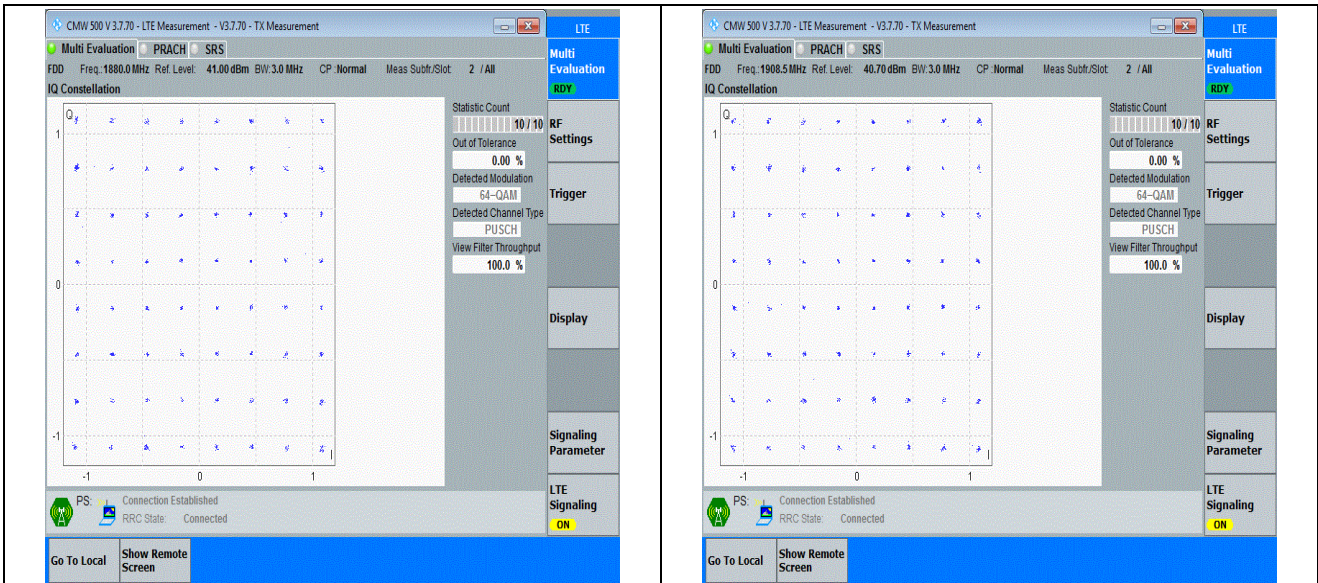 CMW 500 V 3.7.70 - LTE Measurement - V3.7.70 - TX Measurement
LTE
Multi Evaluation PRACH SRS
Multi Evaluation
RDY
FDD Freq.:1880.0 MHz Ref. Level: 41.00 dBm BW:3.0 MHz CP :Normal Meas Subfr./Slot: 2 / All
IQ Constellation
Q
1
0
-1
-1 0 1
I
Statistic Count
10 / 10
Out of Tolerance
0.00 %
Detected Modulation
64-QAM
Detected Channel Type
PUSCH
View Filter Throughput
100.0 %
RF
Settings
Trigger
Display
Signaling
Parameter
LTE
Signaling
ON
PS: Connection Established
RRC State: Connected
Go To Local
Show Remote
Screen
CMW 500 V 3.7.70 - LTE Measurement - V3.7.70 - TX Measurement
LTE
Multi Evaluation PRACH SRS
Multi
Evaluation
RDY
FDD Freq.:1908.5 MHz Ref. Level: 40.70 dBm BW:3.0 MHz CP :Normal Meas Subfr./Slot: 2 / All
IQ Constellation
Q
1
0
-1
-1 0 1
I
Statistic Count
10 / 10
Out of Tolerance
0.00 %
Detected Modulation
64-QAM
Detected Channel Type
PUSCH
View Filter Throughput
100.0 %
RF
Settings
Trigger
Display
Signaling
Parameter
LTE
Signaling
ON
PS: Connection Established
RRC State: Connected
Go To Local
Show Remote
Screen